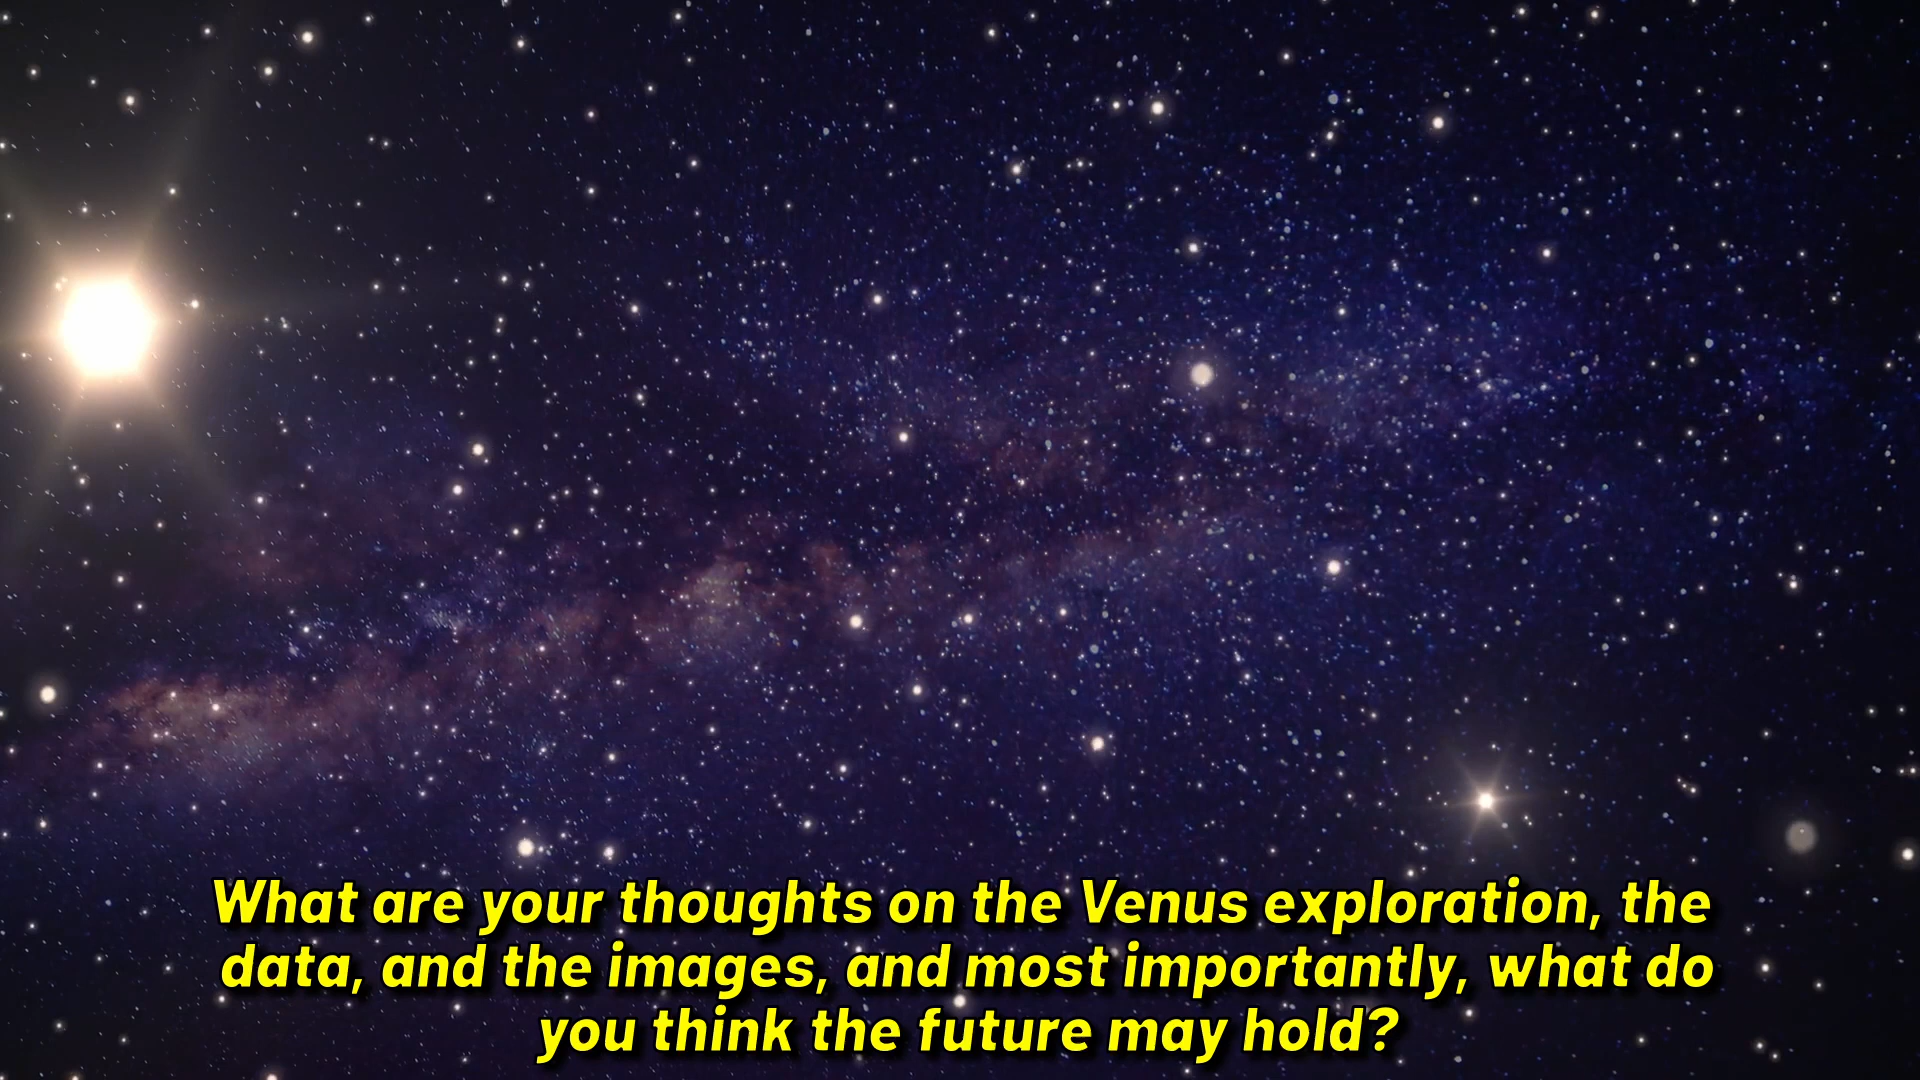 What are your thoughts on the Venus exploration, the
data, and the images, and most importantly, what do
you think the future may hold?